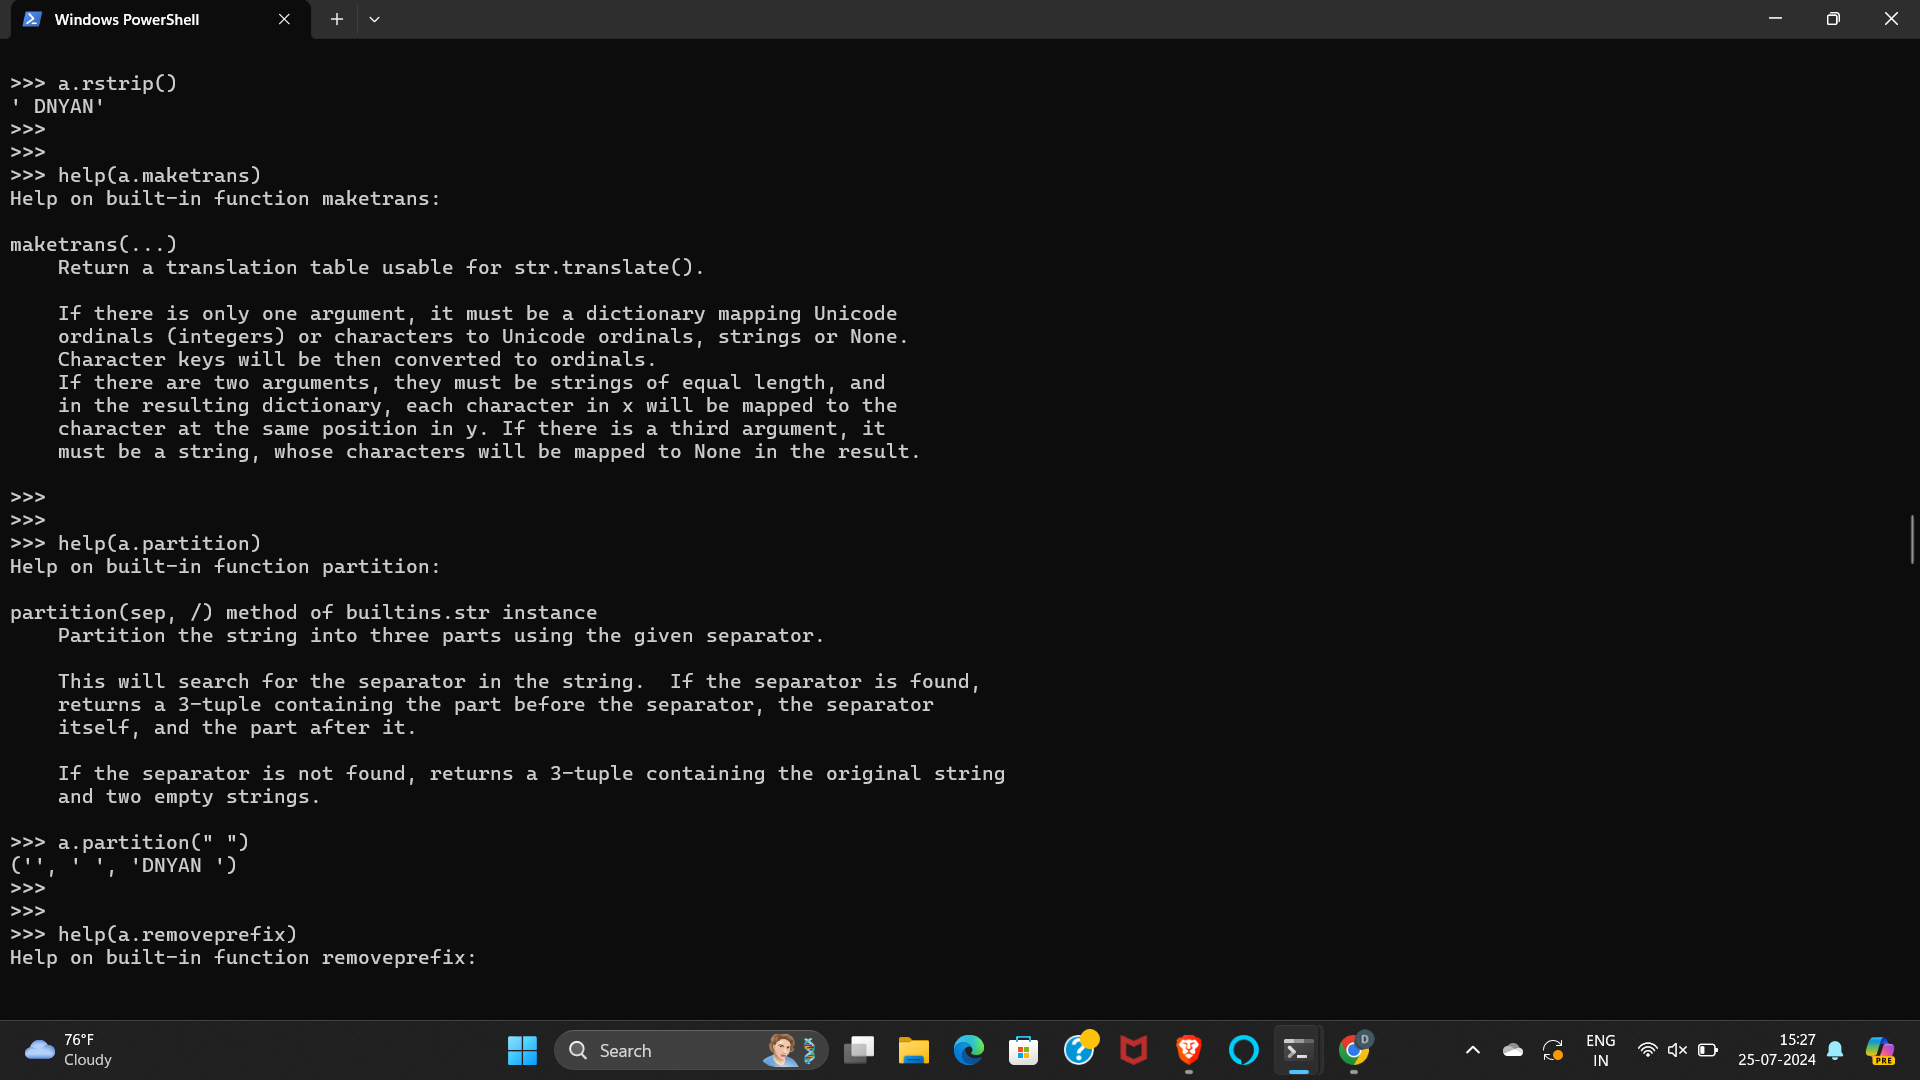 Windows PowerShell
>>> a.rstrip()
' DNYAN'
>>>
>>>
>>> help(a.maketrans)
Help on built-in function maketrans:
maketrans(...)
    Return a translation table usable for str.translate().
    If there is only one argument, it must be a dictionary mapping Unicode
    ordinals (integers) or characters to Unicode ordinals, strings or None.
    Character keys will be then converted to ordinals.
    If there are two arguments, they must be strings of equal length, and
    in the resulting dictionary, each character in x will be mapped to the
    character at the same position in y. If there is a third argument, it
    must be a string, whose characters will be mapped to None in the result.
>>>
>>>
>>> help(a.partition)
Help on built-in function partition:
partition(sep, /) method of builtins.str instance
    Partition the string into three parts using the given separator.
    This will search for the separator in the string.  If the separator is found,
    returns a 3-tuple containing the part before the separator, the separator
    itself, and the part after it.
    If the separator is not found, returns a 3-tuple containing the original string
    and two empty strings.
>>> a.partition(" ")
('', ' ', 'DNYAN ')
>>>
>>>
>>> help(a.removeprefix)
Help on built-in function removeprefix:
76°F
Cloudy
Search
D
ENG
IN
15:27
25-07-2024
PRE